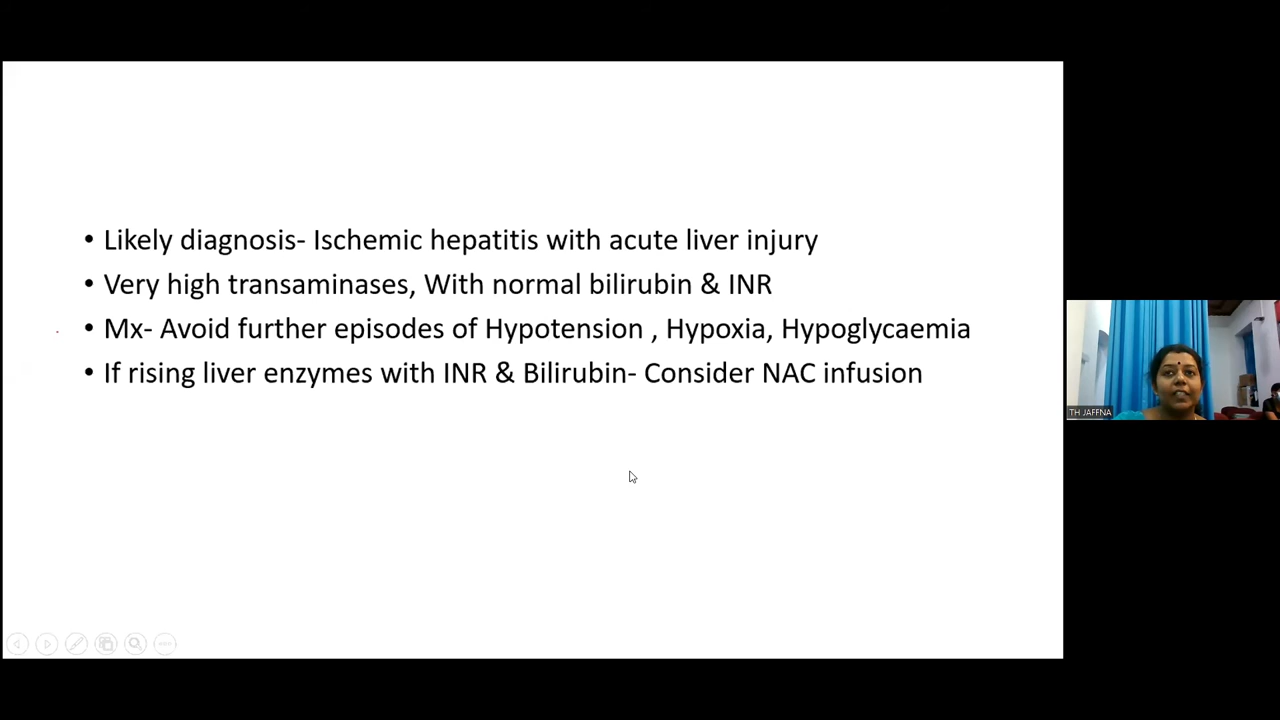 • Likely diagnosis- Ischemic hepatitis with acute liver injury
• Very high transaminases, With normal bilirubin & INR
• Mx- Avoid further episodes of Hypotension , Hypoxia, Hypoglycaemia
• If rising liver enzymes with INR & Bilirubin- Consider NAC infusion
TH JAFFNA